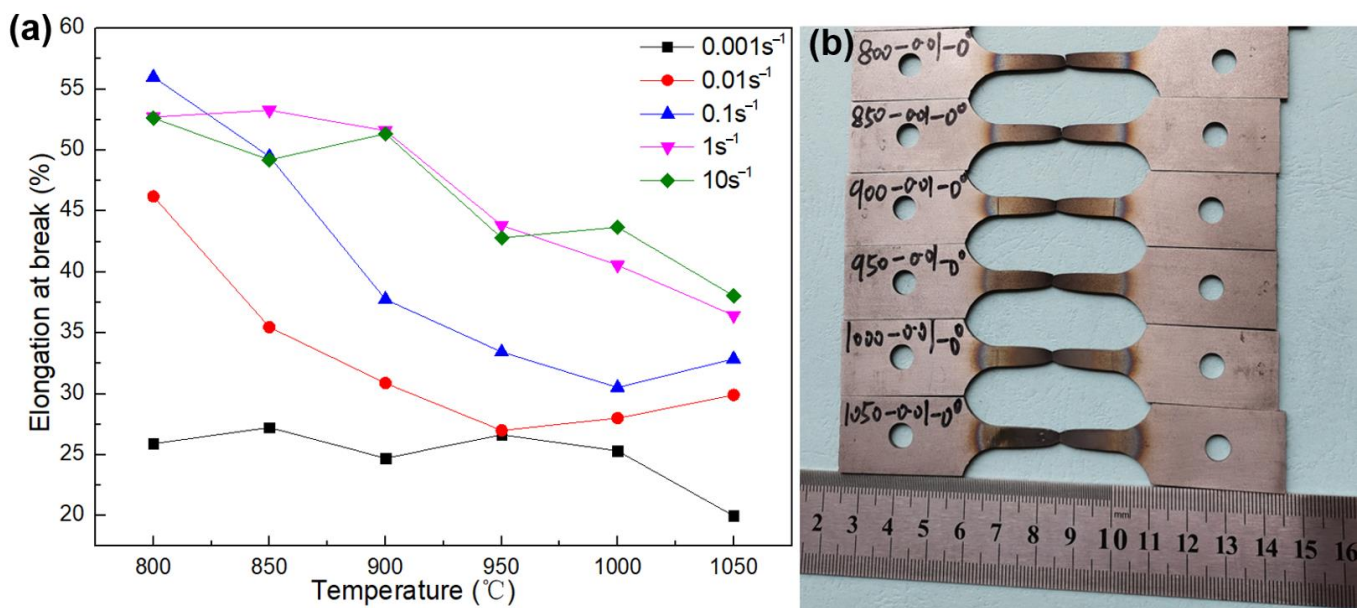 (a)
60
55
50
45
40
35
30
25
20
Elongation at break (%)
0.001s⁻¹
0.01s⁻¹
0.1s⁻¹
1s⁻¹
10s⁻¹
800 850 900 950 1000 1050
Temperature (℃)
(b)
800-0.01-0°
850-0.01-0°
900-0.01-0°
950-0.01-0°
1000-0.01-0°
1050-0.01-0°
mm
2 3 4 5 6 7 8 9 10 11 12 13 14 15 16